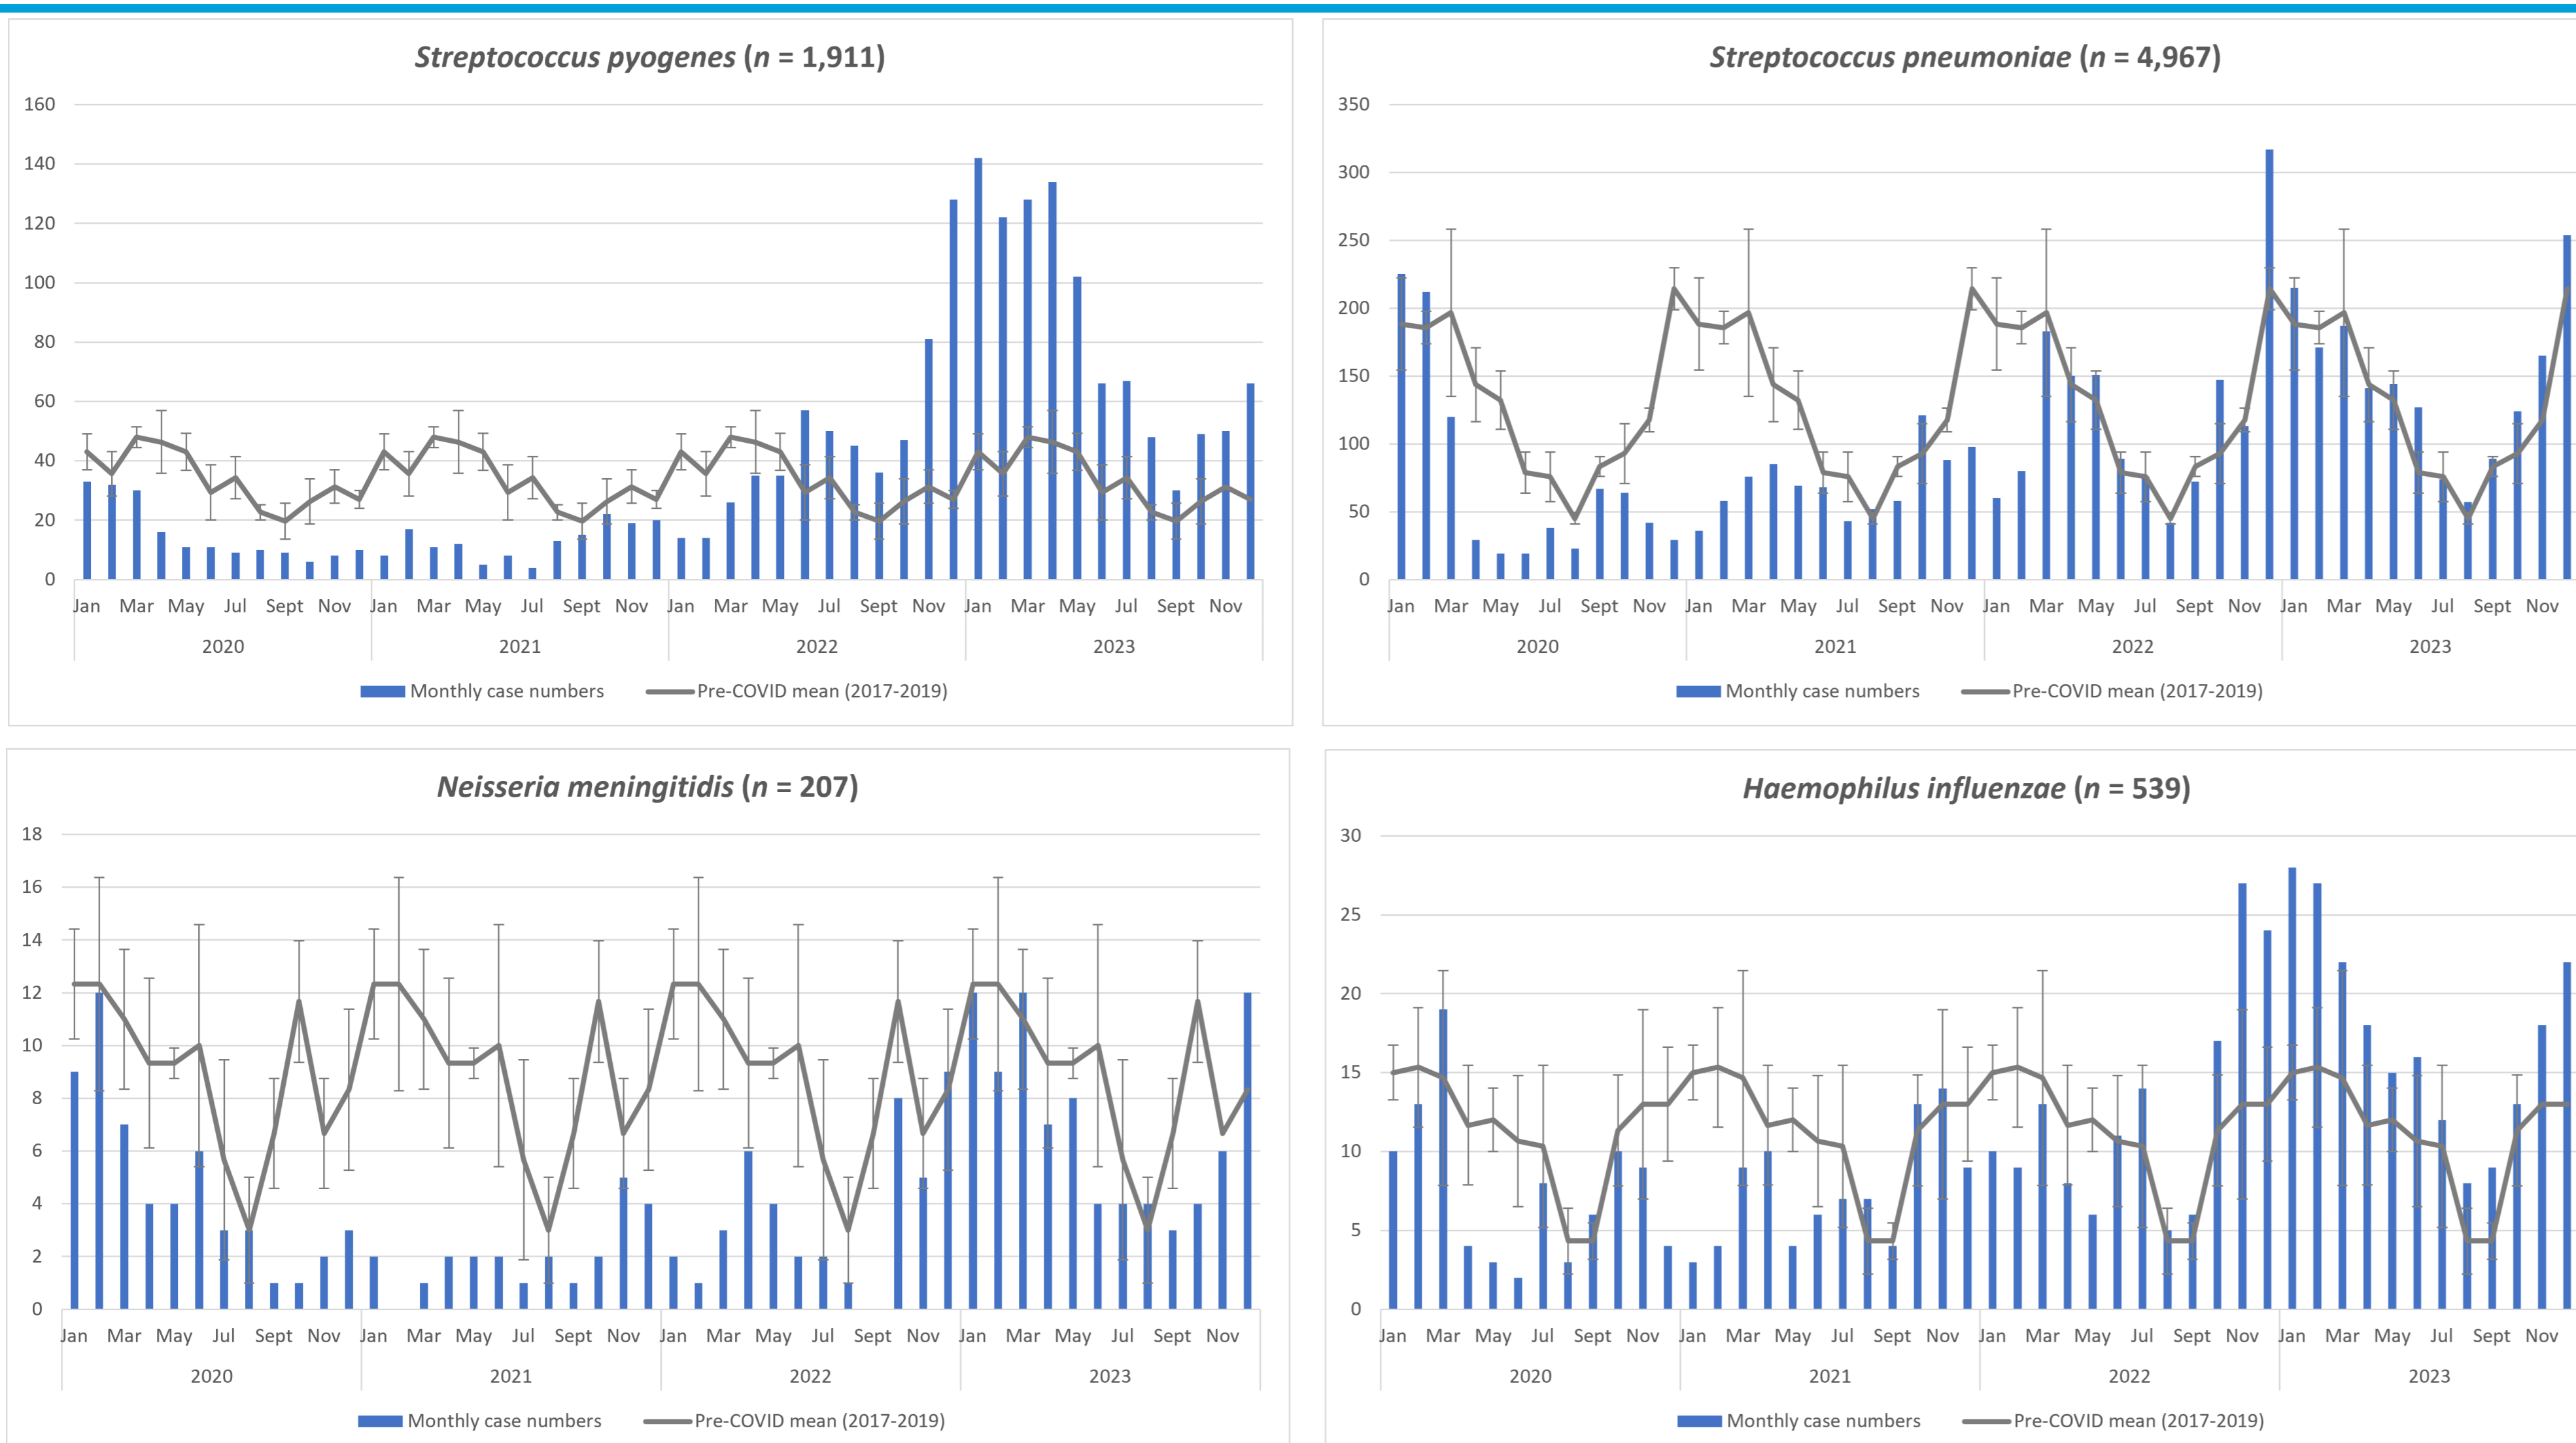 Streptococcus pyogenes (n = 1,911)
160
140
120
100
80
60
40
20
0
Jan Mar May Jul Sept Nov Jan Mar May Jul Sept Nov Jan Mar May Jul Sept Nov Jan Mar May Jul Sept Nov
2020 2021 2022 2023
Monthly case numbers Pre-COVID mean (2017-2019)
Streptococcus pneumoniae (n = 4,967)
350
300
250
200
150
100
50
0
Jan Mar May Jul Sept Nov Jan Mar May Jul Sept Nov Jan Mar May Jul Sept Nov Jan Mar May Jul Sept Nov
2020 2021 2022 2023
Monthly case numbers Pre-COVID mean (2017-2019)
Neisseria meningitidis (n = 207)
18
16
14
12
10
8
6
4
2
0
Jan Mar May Jul Sept Nov Jan Mar May Jul Sept Nov Jan Mar May Jul Sept Nov Jan Mar May Jul Sept Nov
2020 2021 2022 2023
Monthly case numbers Pre-COVID mean (2017-2019)
Haemophilus influenzae (n = 539)
30
25
20
15
10
5
0
Jan Mar May Jul Sept Nov Jan Mar May Jul Sept Nov Jan Mar May Jul Sept Nov Jan Mar May Jul Sept Nov
2020 2021 2022 2023
Monthly case numbers Pre-COVID mean (2017-2019)